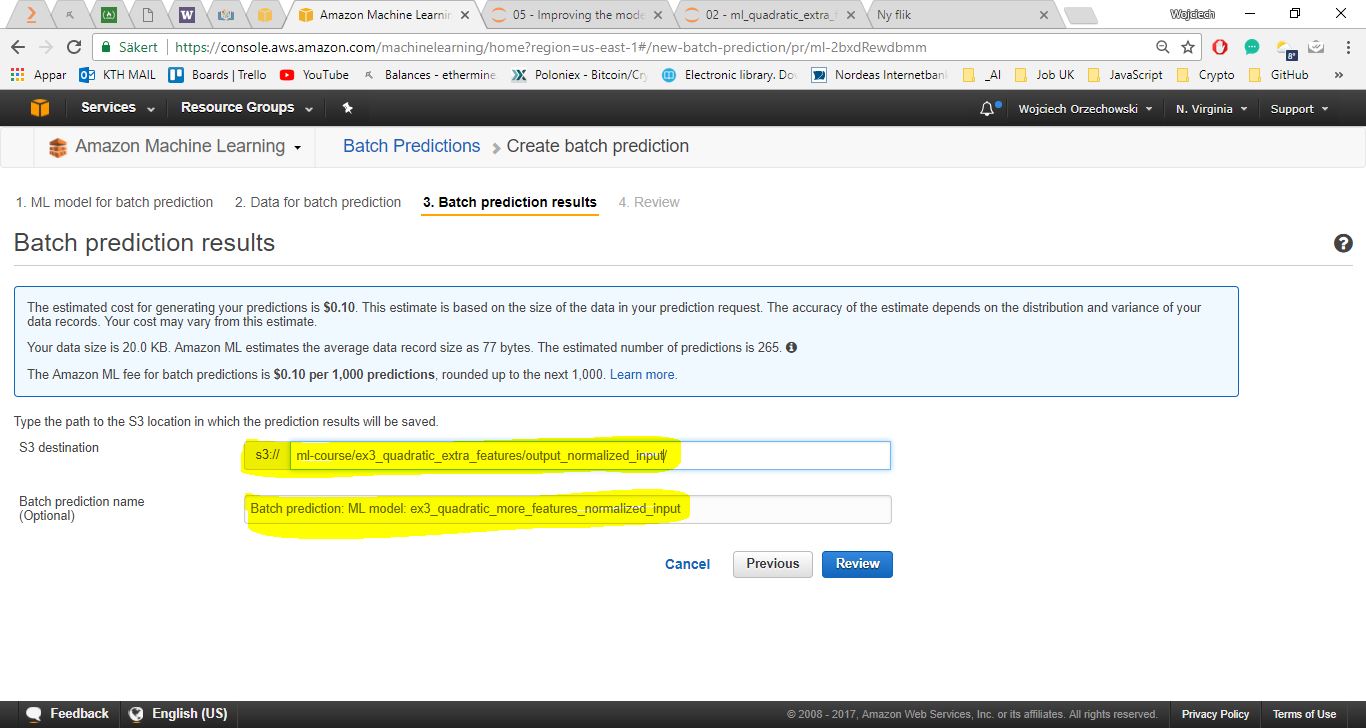 Amazon Machine Learnin
05 - Improving the mode
02 - ml_quadratic_extra_f
Ny flik
Wojciech
Säkert
https://console.aws.amazon.com/machinelearning/home?region=us-east-1#/new-batch-prediction/pr/ml-2bxdRewdbmm
Appar
KTH MAIL
Boards | Trello
YouTube
Balances - ethermine
Poloniex - Bitcoin/Cry
Electronic library. Do
Nordeas Internetbank
_AI
Job UK
JavaScript
Crypto
GitHub
Services
Resource Groups
Wojciech Orzechowski
N. Virginia
Support
Amazon Machine Learning
Batch Predictions
Create batch prediction
1. ML model for batch prediction
2. Data for batch prediction
3. Batch prediction results
4. Review
Batch prediction results
The estimated cost for generating your predictions is $0.10. This estimate is based on the size of the data in your prediction request. The accuracy of the estimate depends on the distribution and variance of your
data records. Your cost may vary from this estimate.
Your data size is 20.0 KB. Amazon ML estimates the average data record size as 77 bytes. The estimated number of predictions is 265.
The Amazon ML fee for batch predictions is $0.10 per 1,000 predictions, rounded up to the next 1,000. Learn more.
Type the path to the S3 location in which the prediction results will be saved.
S3 destination
s3://
ml-course/ex3_quadratic_extra_features/output_normalized_input/
Batch prediction name
(Optional)
Batch prediction: ML model: ex3_quadratic_more_features_normalized_input
Cancel
Previous
Review
Feedback
English (US)
© 2008 - 2017, Amazon Web Services, Inc. or its affiliates. All rights reserved.
Privacy Policy
Terms of Use